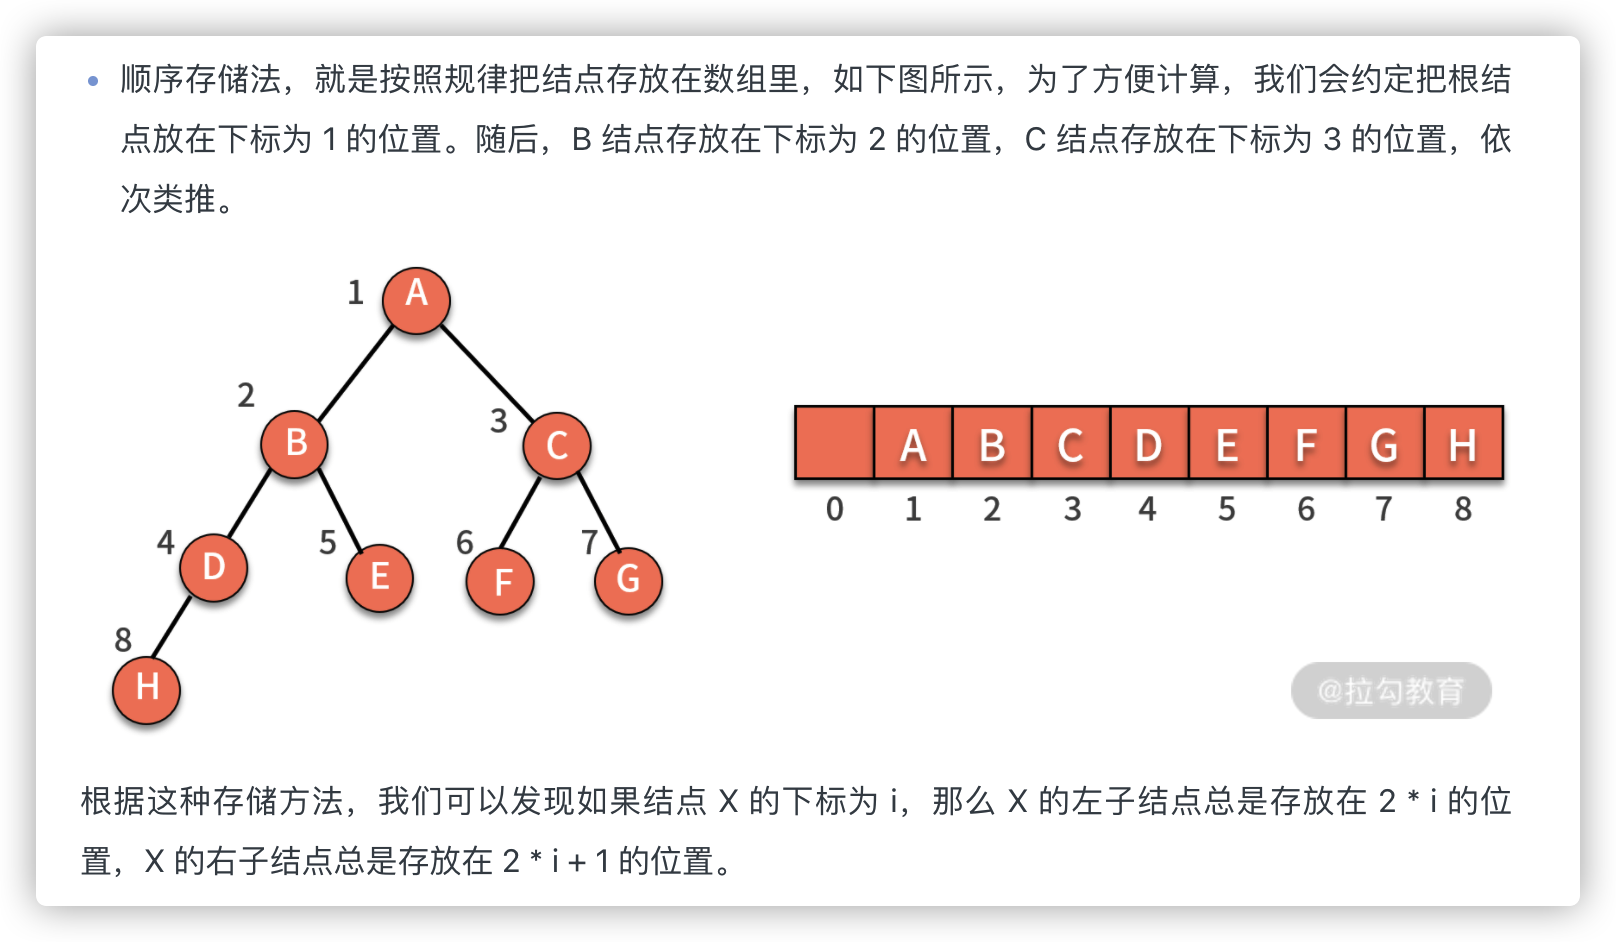 顺序存储法，就是按照规律把结点存放在数组里，如下图所示，为了方便计算，我们会约定把根结
点放在下标为 1 的位置。随后，B 结点存放在下标为 2 的位置，C 结点存放在下标为 3 的位置，依
次类推。
1 A
2 B
3 C
4 D
5 E
6 F
7 G
8 H
A B C D E F G H
0 1 2 3 4 5 6 7 8
@拉勾教育
根据这种存储方法，我们可以发现如果结点 X 的下标为 i，那么 X 的左子结点总是存放在 2 * i 的位
置，X 的右子结点总是存放在 2 * i + 1 的位置。